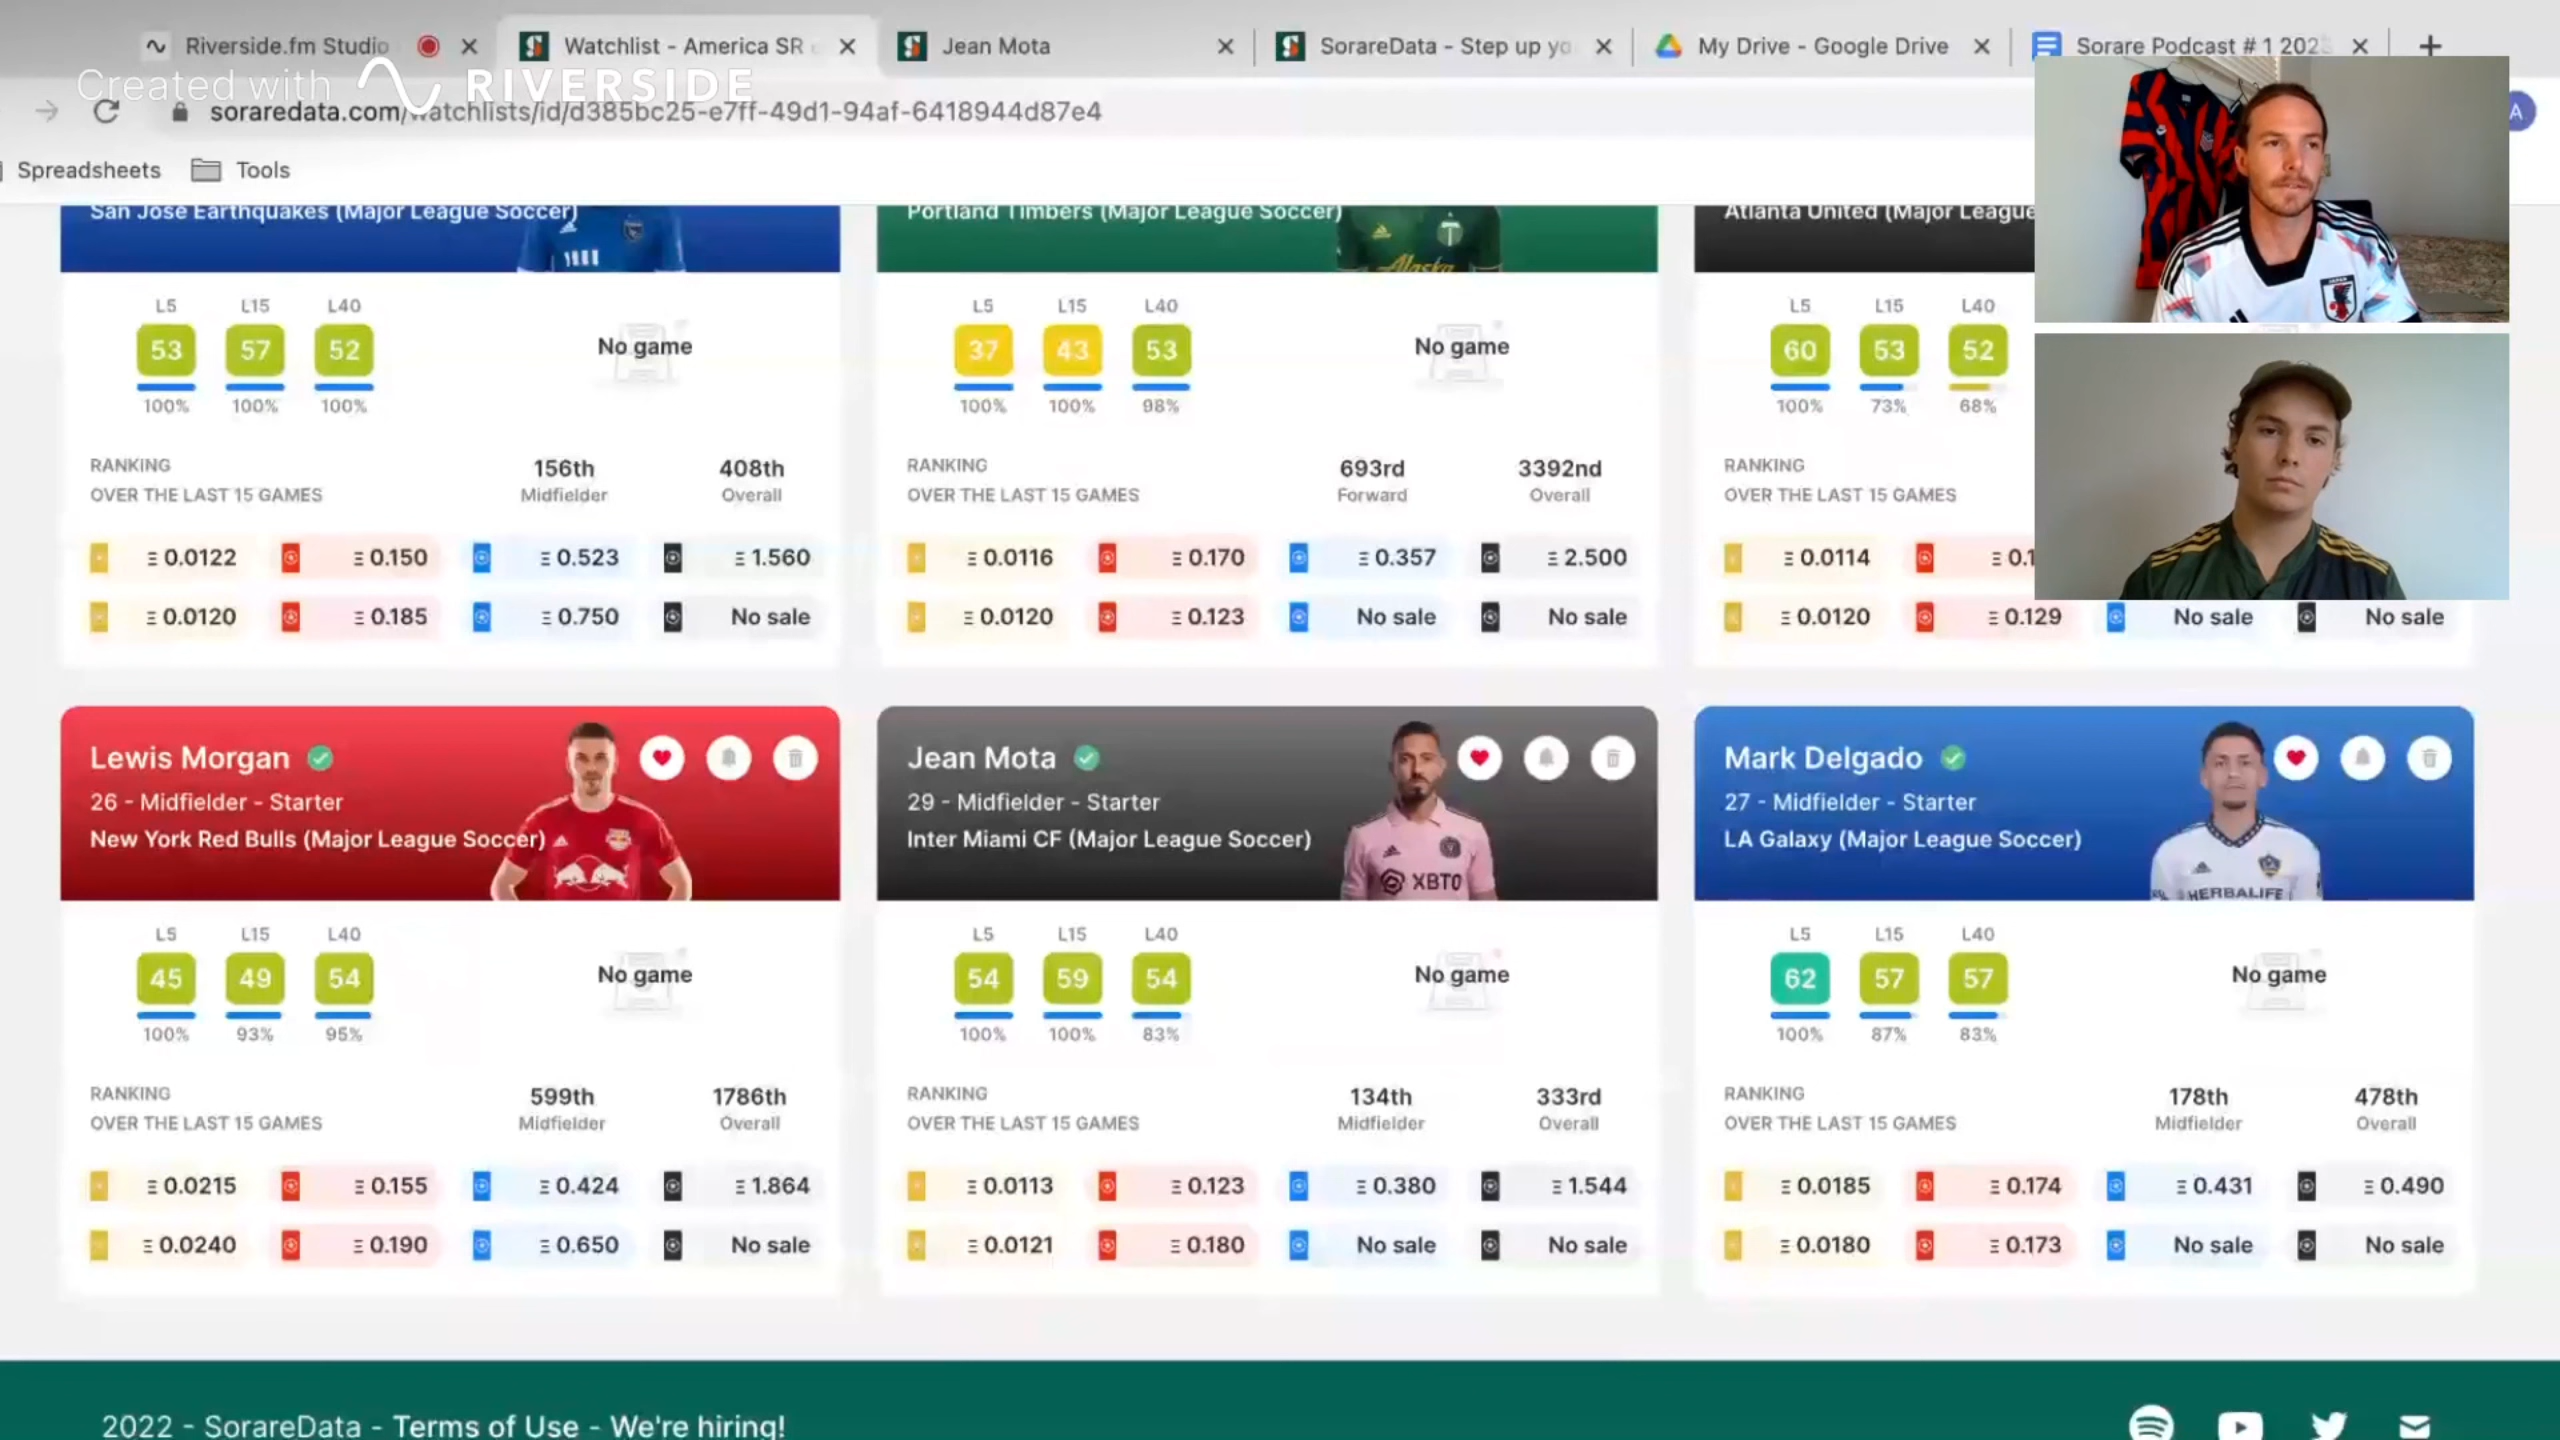 Riverside.fm Studio
Watchlist - America SR
Jean Mota
SorareData - Step up yo
My Drive - Google Drive
Sorare Podcast # 1 202
Created with RIVERSIDE
soraredata.com/watchlists/id/d385bc25-e7ff-49d1-94af-6418944d87e4
A
Spreadsheets
Tools
San Jose Earthquakes (Major League Soccer)
L5 L15 L40
53 57 52
No game
100% 100% 100%
RANKING
OVER THE LAST 15 GAMES
156th 408th
Midfielder Overall
Ξ 0.0122 Ξ 0.150 Ξ 0.523 Ξ 1.560
Ξ 0.0120 Ξ 0.185 Ξ 0.750 No sale
Portland Timbers (Major League Soccer)
Alaska
L5 L15 L40
37 43 53
No game
100% 100% 98%
RANKING
OVER THE LAST 15 GAMES
693rd 3392nd
Forward Overall
Ξ 0.0116 Ξ 0.170 Ξ 0.357 Ξ 2.500
Ξ 0.0120 Ξ 0.123 No sale No sale
Atlanta United (Major League
L5 L15 L40
60 53 52
100% 73% 68%
RANKING
OVER THE LAST 15 GAMES
Ξ 0.0114 Ξ 0.1
Ξ 0.0120 Ξ 0.129 No sale No sale
JAPAN
Lewis Morgan
26 - Midfielder - Starter
New York Red Bulls (Major League Soccer)
L5 L15 L40
45 49 54
No game
100% 93% 95%
RANKING
OVER THE LAST 15 GAMES
599th 1786th
Midfielder Overall
Ξ 0.0215 Ξ 0.155 Ξ 0.424 Ξ 1.864
Ξ 0.0240 Ξ 0.190 Ξ 0.650 No sale
Jean Mota
29 - Midfielder - Starter
Inter Miami CF (Major League Soccer)
XBTO
L5 L15 L40
54 59 54
No game
100% 100% 83%
RANKING
OVER THE LAST 15 GAMES
134th 333rd
Midfielder Overall
Ξ 0.0113 Ξ 0.123 Ξ 0.380 Ξ 1.544
Ξ 0.0121 Ξ 0.180 No sale No sale
Mark Delgado
27 - Midfielder - Starter
LA Galaxy (Major League Soccer)
HERBALIFE
L5 L15 L40
62 57 57
No game
100% 87% 83%
RANKING
OVER THE LAST 15 GAMES
178th 478th
Midfielder Overall
Ξ 0.0185 Ξ 0.174 Ξ 0.431 Ξ 0.490
Ξ 0.0180 Ξ 0.173 No sale No sale
2022 - SorareData - Terms of Use - We're hiring!